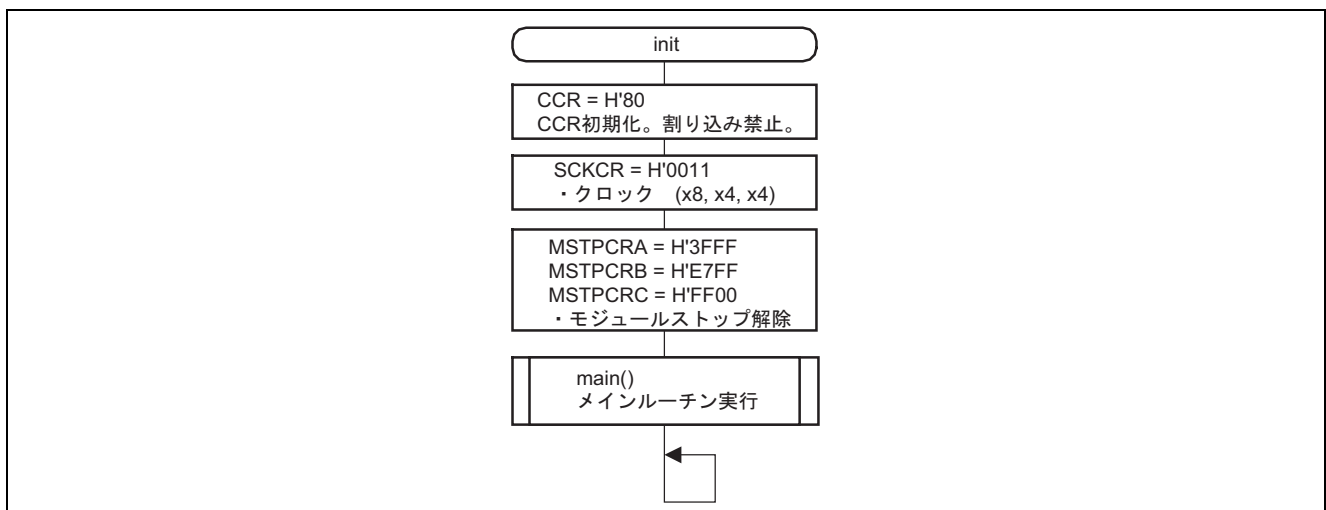 init
CCR = H'80
CCR初期化。割り込み禁止。
SCKCR = H'0011
・クロック　(x8, x4, x4)
MSTPCRA = H'3FFF
MSTPCRB = H'E7FF
MSTPCRC = H'FF00
・モジュールストップ解除
main()
メインルーチン実行